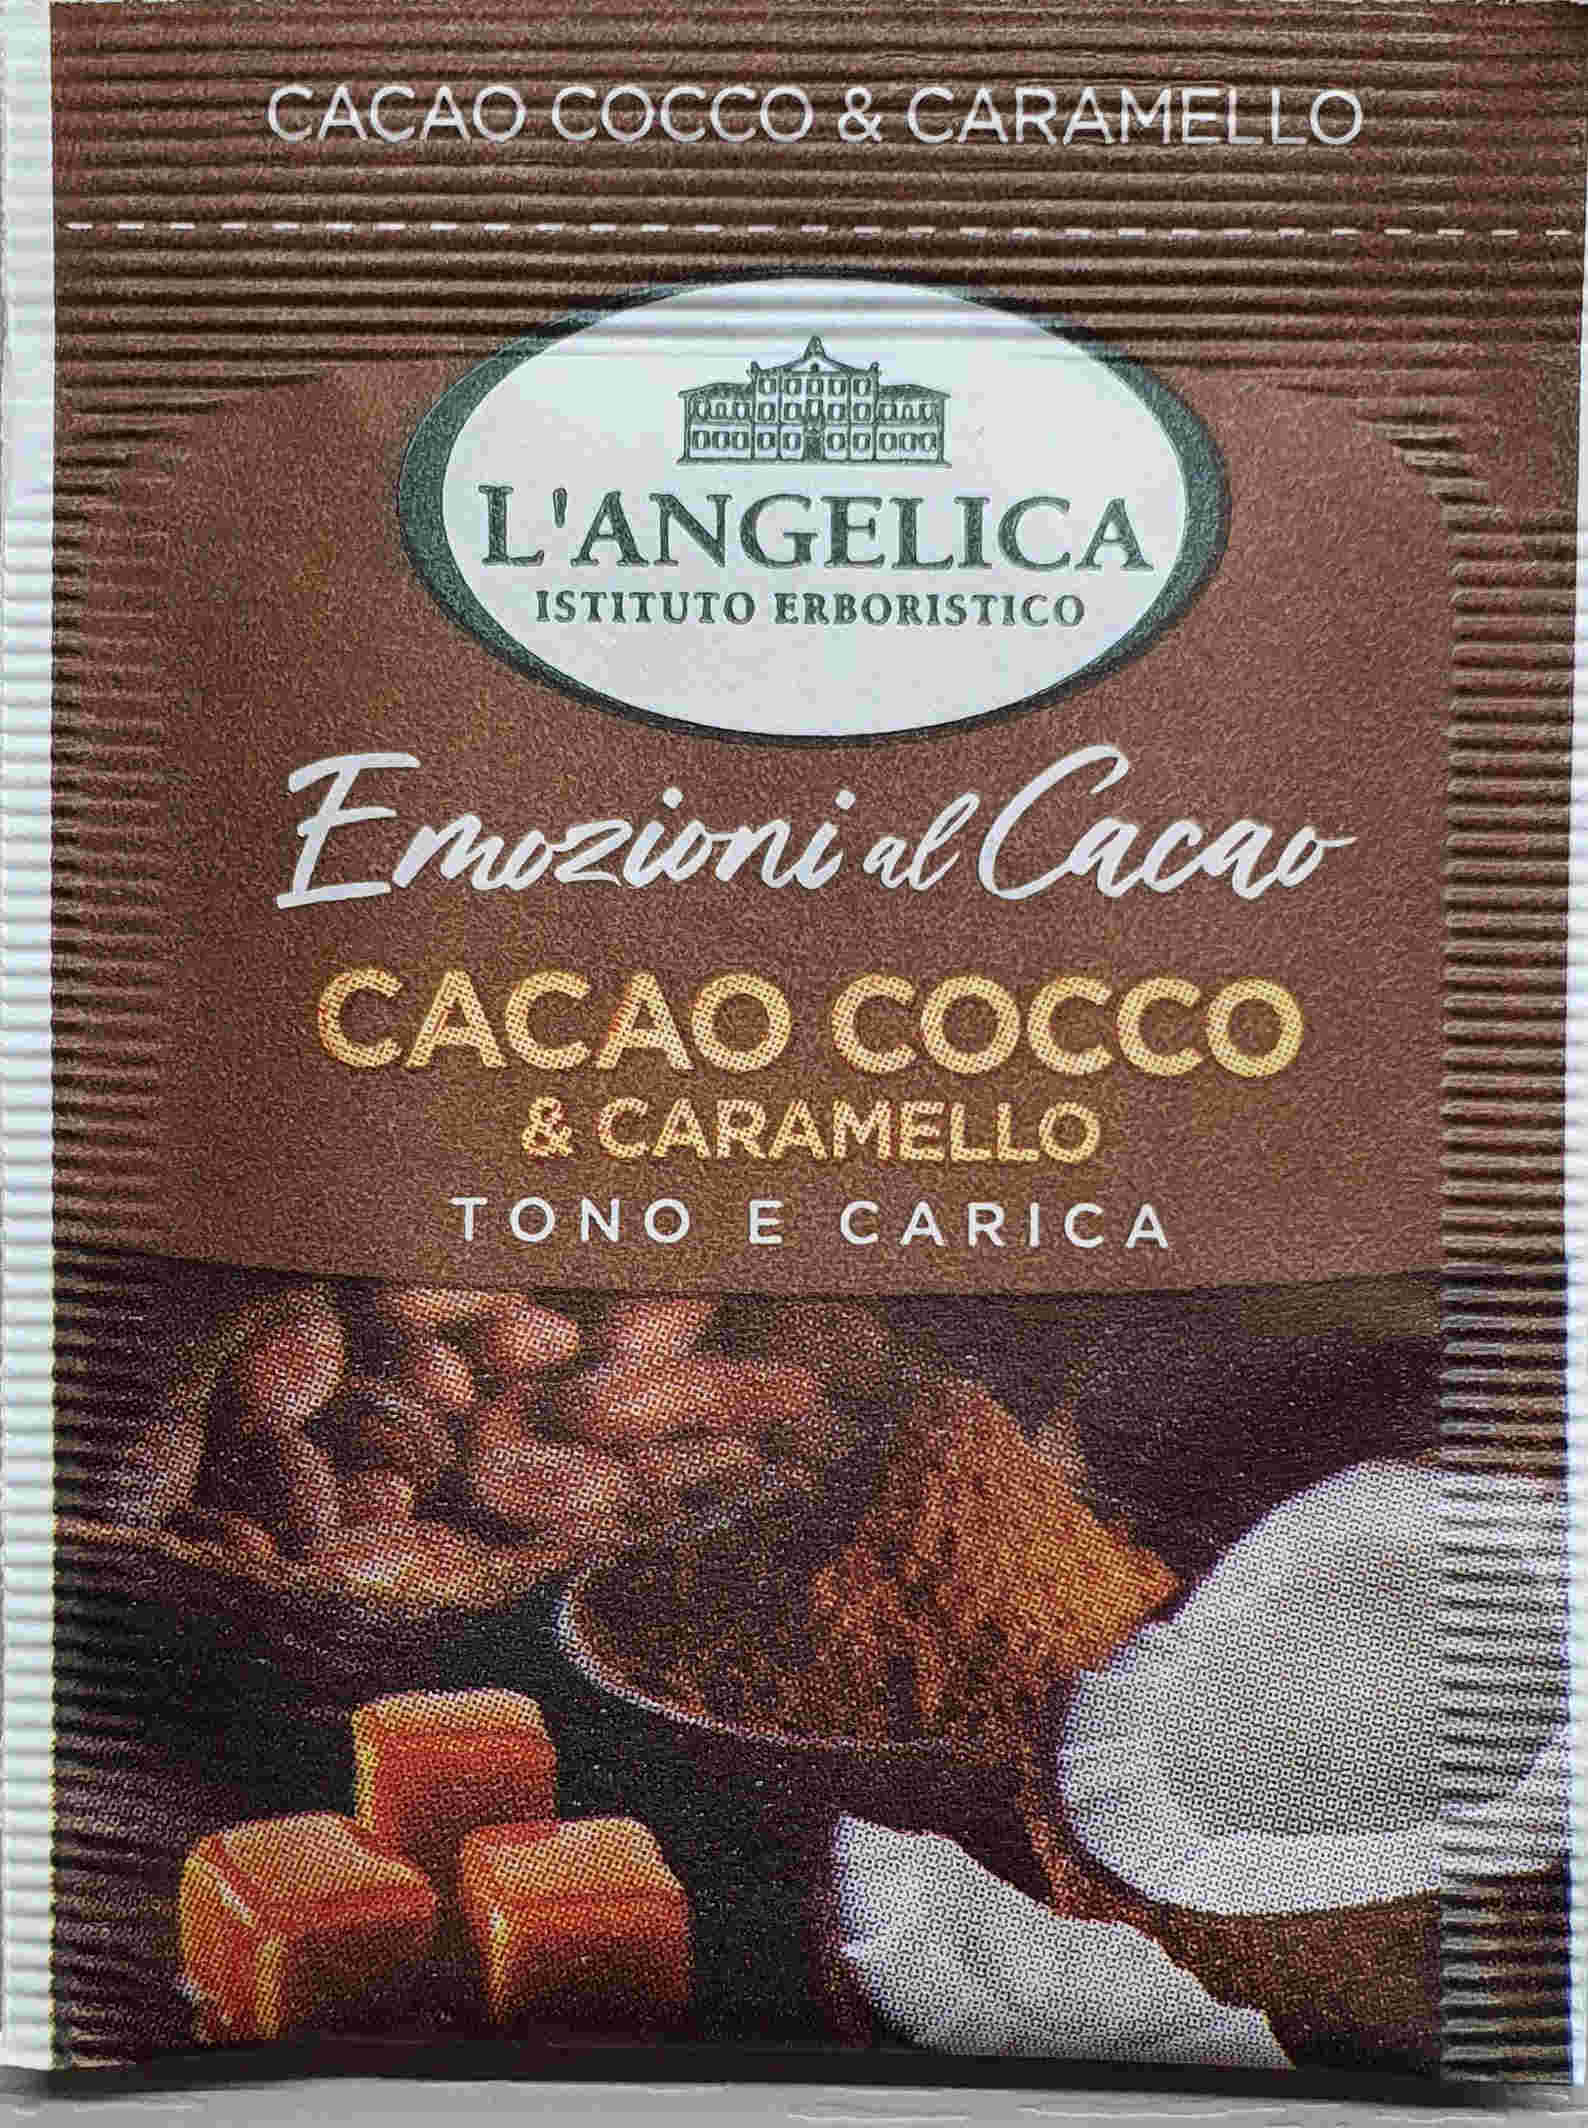 CACAO COCCO & CARAMELLO
L'ANGELICA
ISTITUTO ERBORISTICO
Emozioni al Cacao
CACAO COCCO
& CARAMELLO
TONO E CARICA